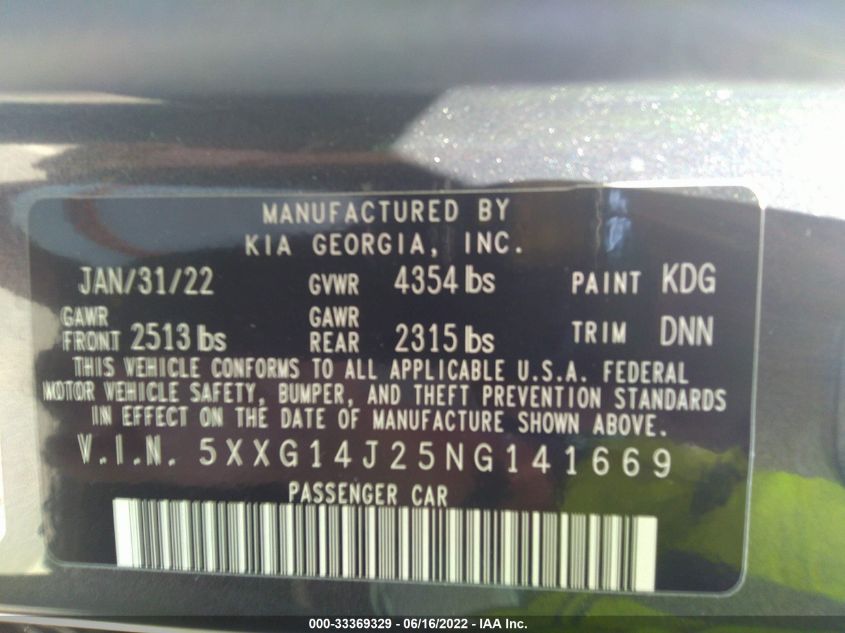 MANUFACTURED BY
KIA GEORGIA, INC.
JAN/31/22 GVWR 4354 lbs PAINT KDG
GAWR FRONT 2513 lbs GAWR REAR 2315 lbs TRIM DNN
THIS VEHICLE CONFORMS TO ALL APPLICABLE U.S.A. FEDERAL
MOTOR VEHICLE SAFETY, BUMPER, AND THEFT PREVENTION STANDARDS
IN EFFECT ON THE DATE OF MANUFACTURE SHOWN ABOVE.
V.I.N. 5XXG14J25NG141669
PASSENGER CAR
000-33369329 - 06/16/2022 - IAA Inc.